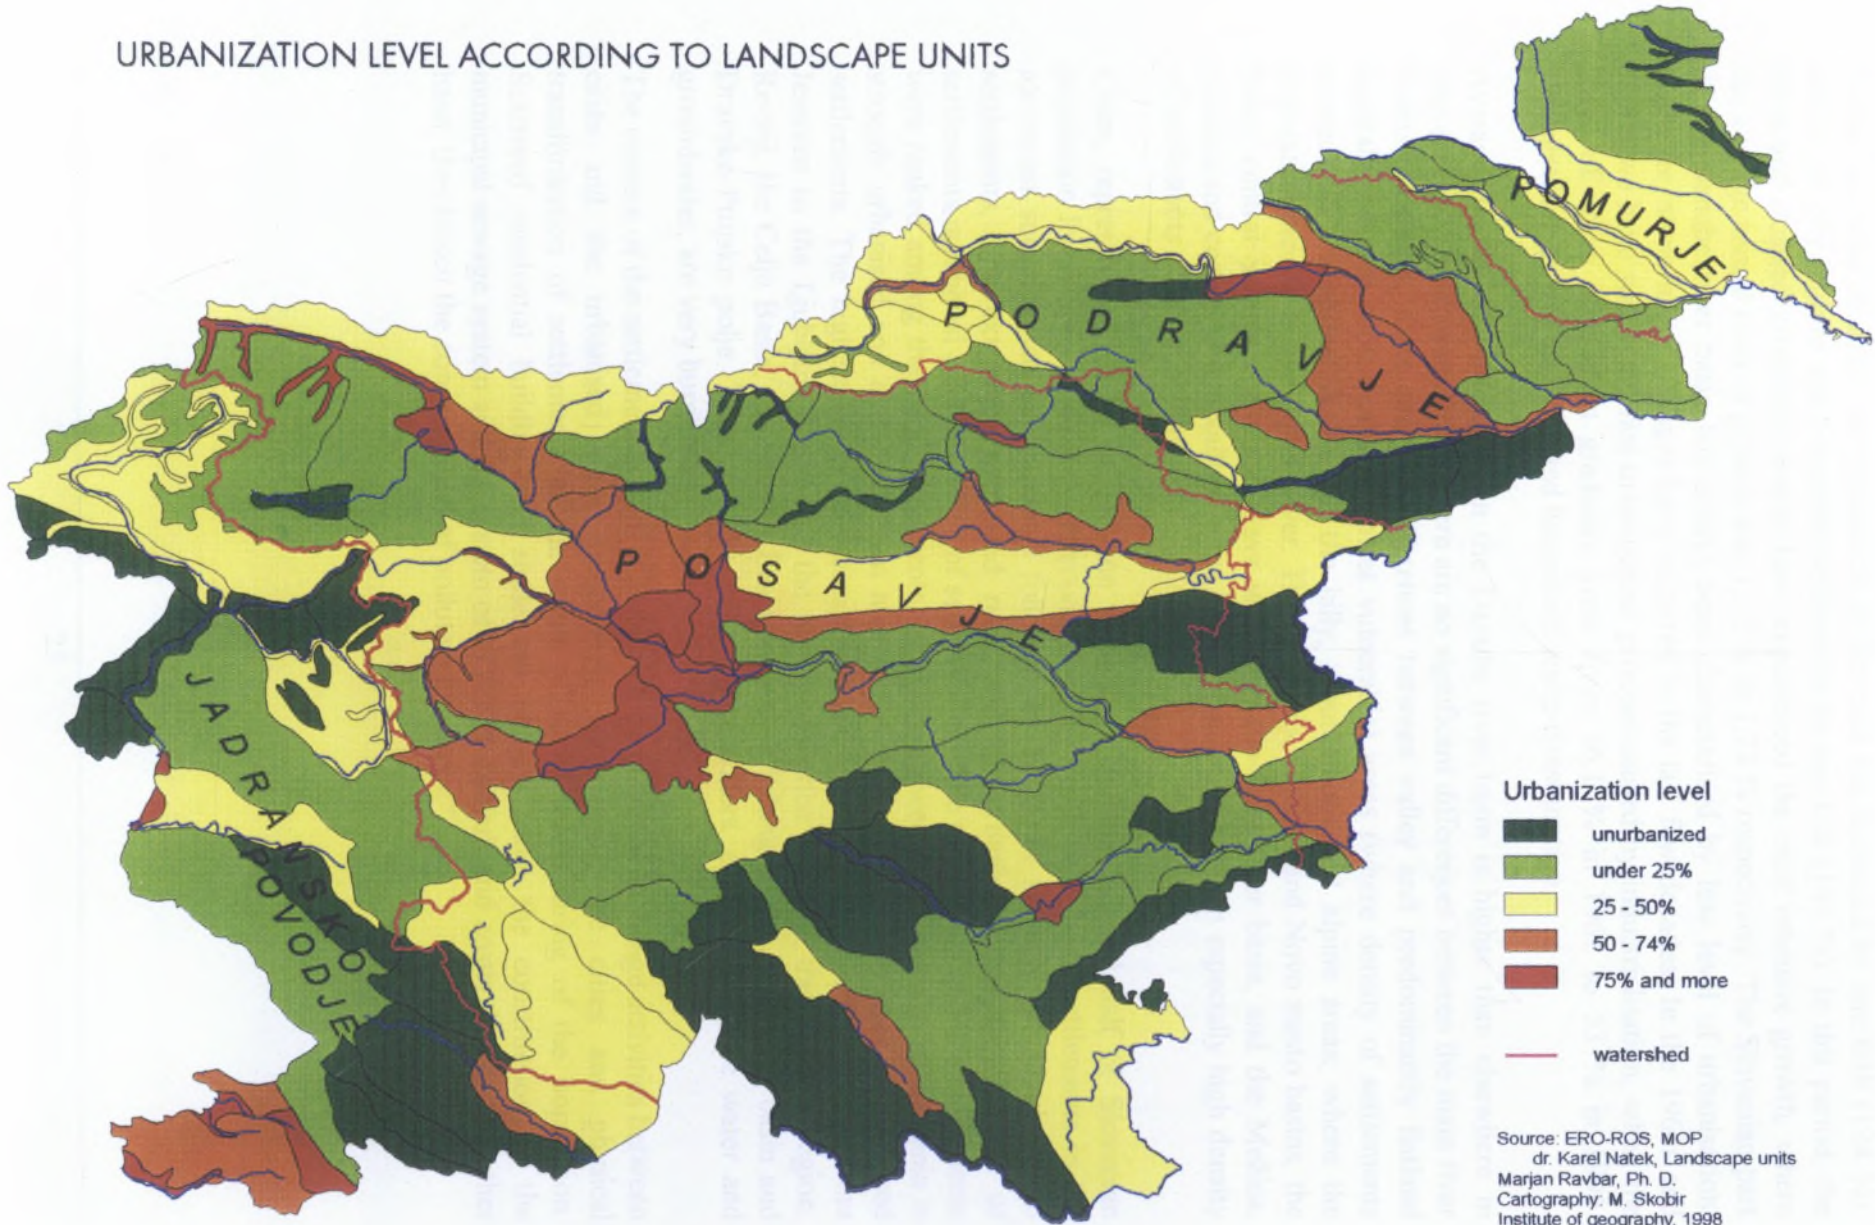 URBANIZATION LEVEL ACCORDING TO LANDSCAPE UNITS
POMURJE
PODRAVJE
POSAVJE
JADRANSKO
POVODJE
Urbanization level
unurbanized
under 25%
25 - 50%
50 - 74%
75% and more
watershed
Source: ERO-ROS, MOP
dr. Karel Natek, Landscape units
Marjan Ravbar, Ph. D.
Cartography: M. Skobir
Institute of geography, 1998